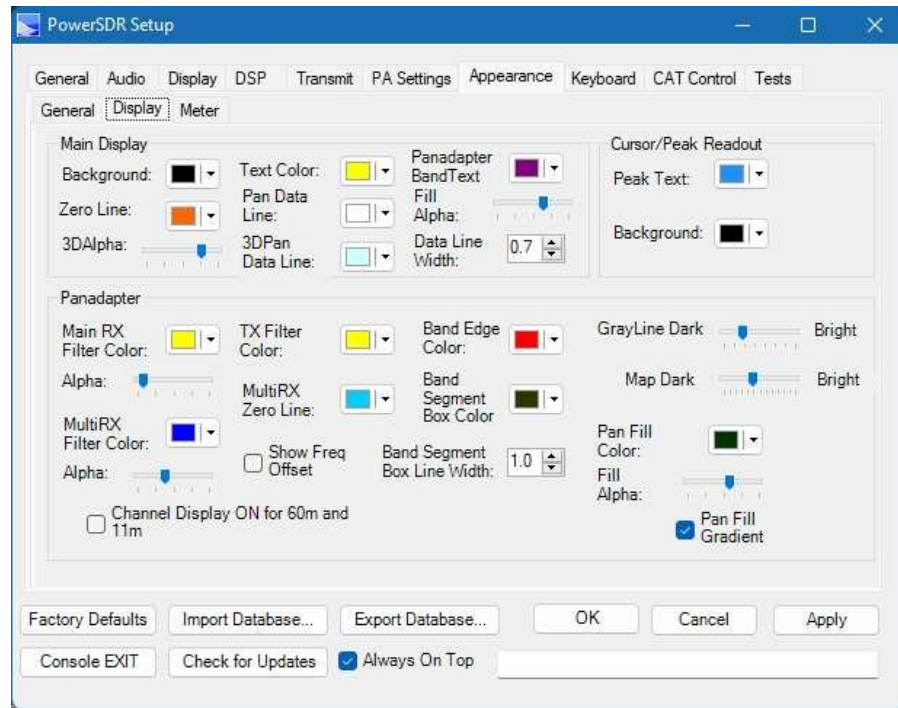 PowerSDR Setup
General Audio Display DSP Transmit PA Settings Appearance Keyboard CAT Control Tests
General Display Meter
Main Display
Background:
Text Color:
Panadapter
BandText
Zero Line:
Pan Data
Line:
Fill
Alpha:
3DAlpha:
3DPan
Data Line:
Data Line
Width:
0.7
Cursor/Peak Readout
Peak Text:
Background:
Panadapter
Main RX
Filter Color:
TX Filter
Color:
Band Edge
Color:
GrayLine Dark
Bright
Alpha:
MultiRX
Zero Line:
Band
Segment
Box Color
Map Dark
Bright
MultiRX
Filter Color:
Show Freq
Offset
Band Segment
Box Line Width:
1.0
Pan Fill
Color:
Alpha:
Fill
Alpha:
Channel Display ON for 60m and
11m
Pan Fill
Gradient
Factory Defaults Import Database... Export Database... OK Cancel Apply
Console EXIT Check for Updates Always On Top